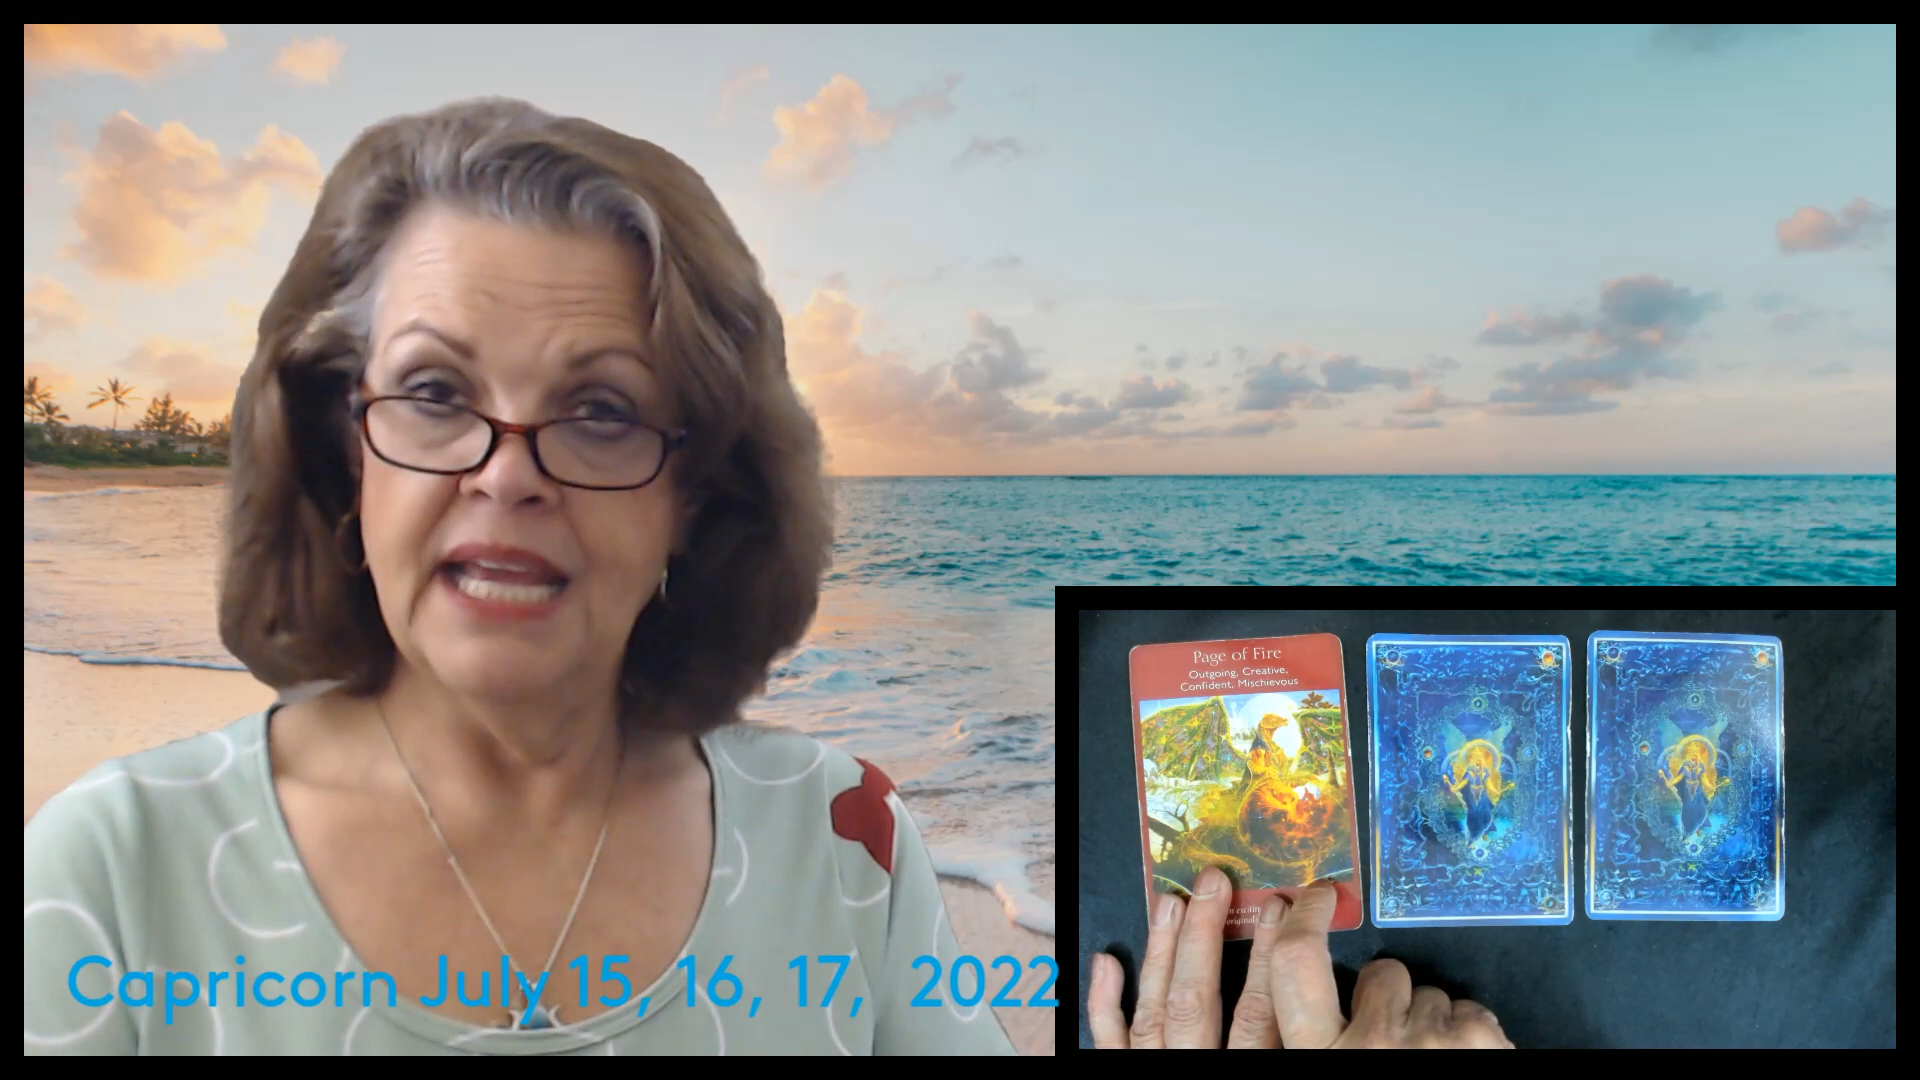 Page of Fire
Outgoing, Creative,
Confident, Mischievous
Capricorn July 15, 16, 17, 2022